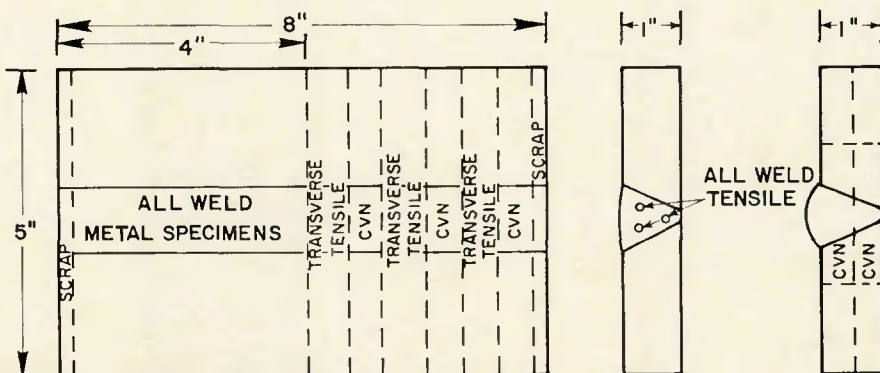 8"
4"
1"
1"
5"
SCRAP
ALL WELD
METAL SPECIMENS
TRANSVERSE
TENSILE
CVN
TRANSVERSE
TENSILE
CVN
TRANSVERSE
TENSILE
CVN
SCRAP
ALL WELD
TENSILE
CVN
CVN